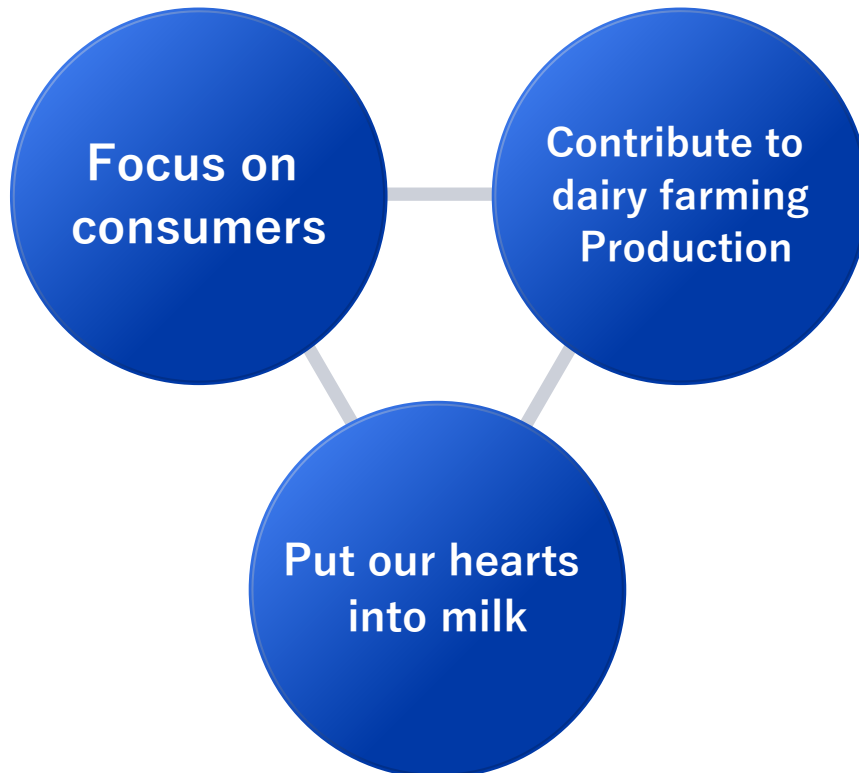 Focus on
consumers
Contribute to
dairy farming
Production
Put our hearts
into milk